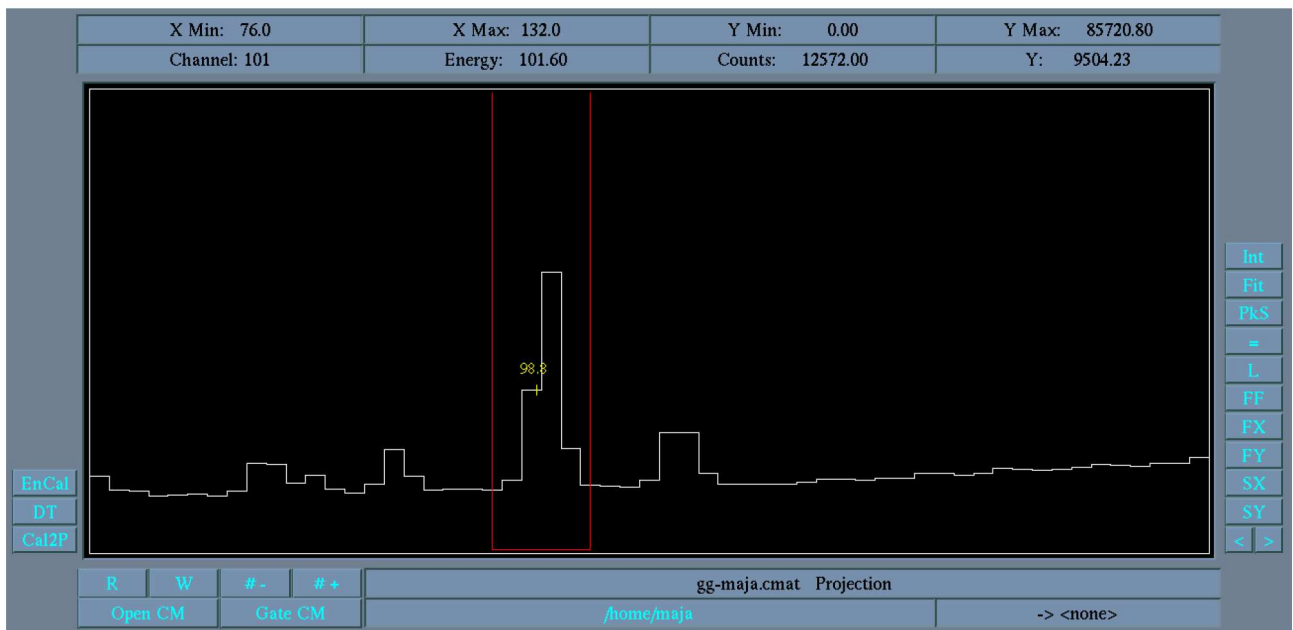 X Min: 76.0 X Max: 132.0 Y Min: 0.00 Y Max: 85720.80
Channel: 101 Energy: 101.60 Counts: 12572.00 Y: 9504.23
98.8
Int
Fit
PkS
=
L
FF
FX
FY
SX
SY
< >
EnCal
DT
Cal2P
R W # - # + gg-maja.cmat Projection
Open CM Gate CM /home/maja -> <none>